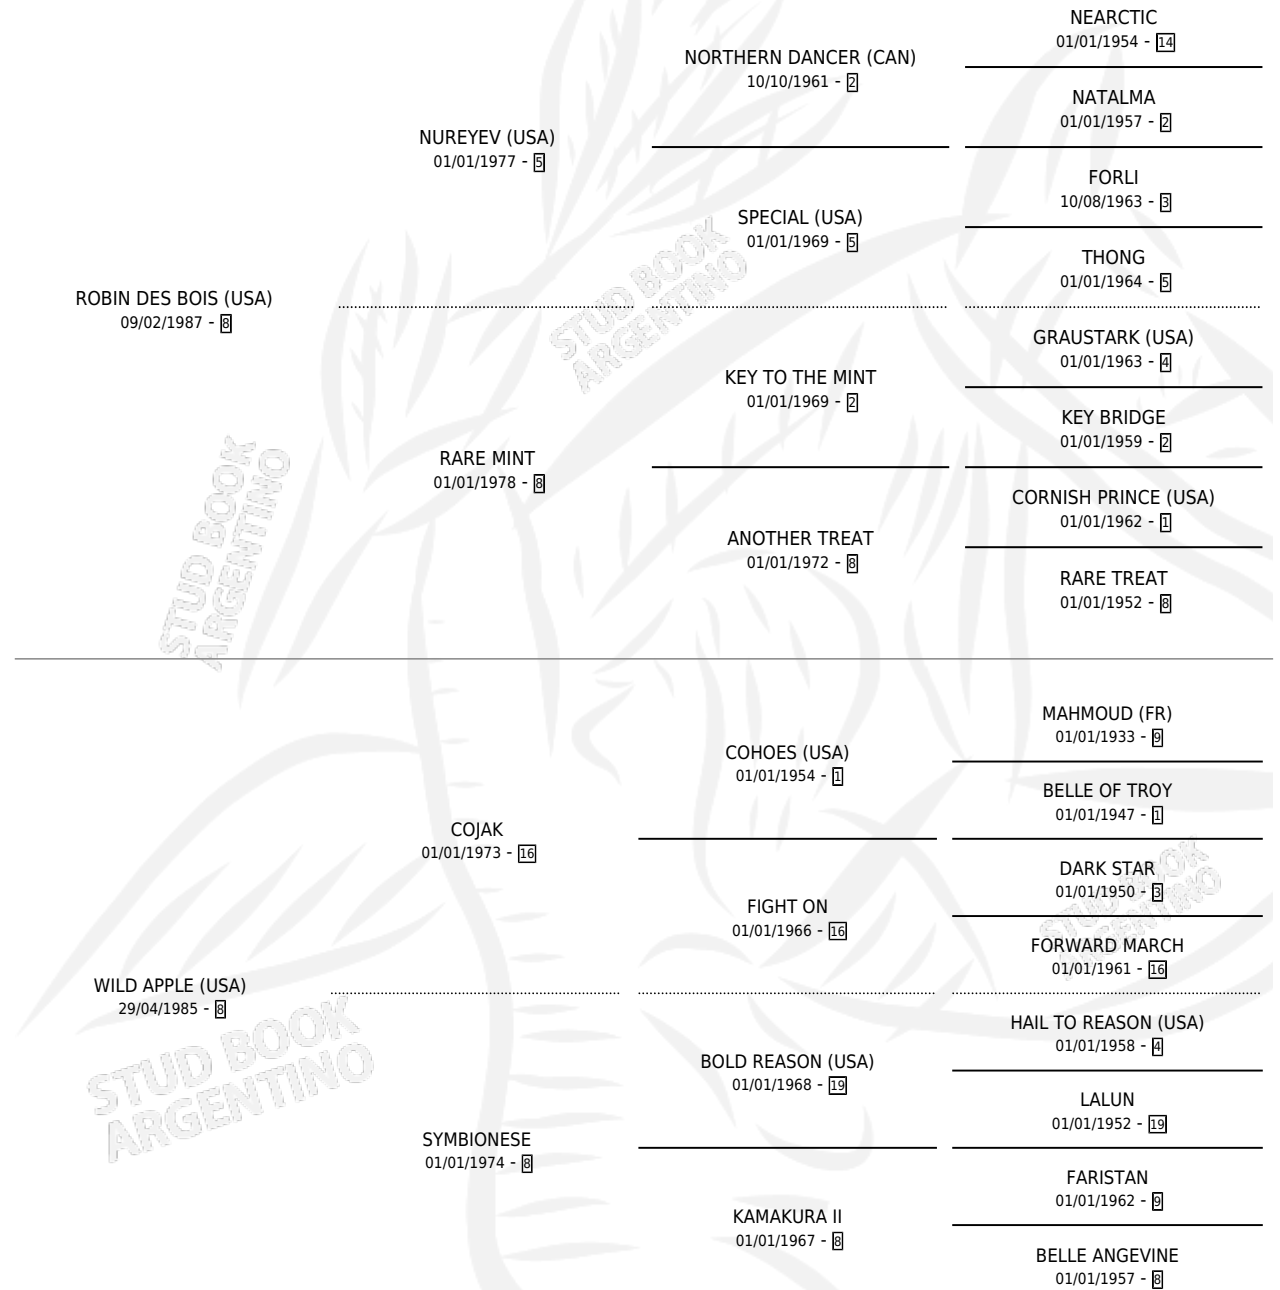 NEARCTIC
01/01/1954 - 14
NORTHERN DANCER (CAN)
10/10/1961 - 2
NATALMA
01/01/1957 - 2
NUREYEV (USA)
01/01/1977 - 5
FORLI
10/08/1963 - 3
SPECIAL (USA)
01/01/1969 - 5
THONG
01/01/1964 - 5
ROBIN DES BOIS (USA)
09/02/1987 - 8
GRAUSTARK (USA)
01/01/1963 - 4
KEY TO THE MINT
01/01/1969 - 2
KEY BRIDGE
01/01/1959 - 2
RARE MINT
01/01/1978 - 8
CORNISH PRINCE (USA)
01/01/1962 - 1
ANOTHER TREAT
01/01/1972 - 8
RARE TREAT
01/01/1952 - 8
MAHMOUD (FR)
01/01/1933 - 9
COHOES (USA)
01/01/1954 - 1
BELLE OF TROY
01/01/1947 - 1
COJAK
01/01/1973 - 16
DARK STAR
01/01/1950 - 3
FIGHT ON
01/01/1966 - 16
FORWARD MARCH
01/01/1961 - 16
WILD APPLE (USA)
29/04/1985 - 8
HAIL TO REASON (USA)
01/01/1958 - 4
BOLD REASON (USA)
01/01/1968 - 19
LALUN
01/01/1952 - 19
SYMBIONESE
01/01/1974 - 8
FARISTAN
01/01/1962 - 9
KAMAKURA II
01/01/1967 - 8
BELLE ANGEVINE
01/01/1957 - 8
STUD BOOK
ARGENTINO
STUD BOOK
ARGENTINO
STUD BOOK
ARGENTINO
STUD BOOK
ARGENTINO